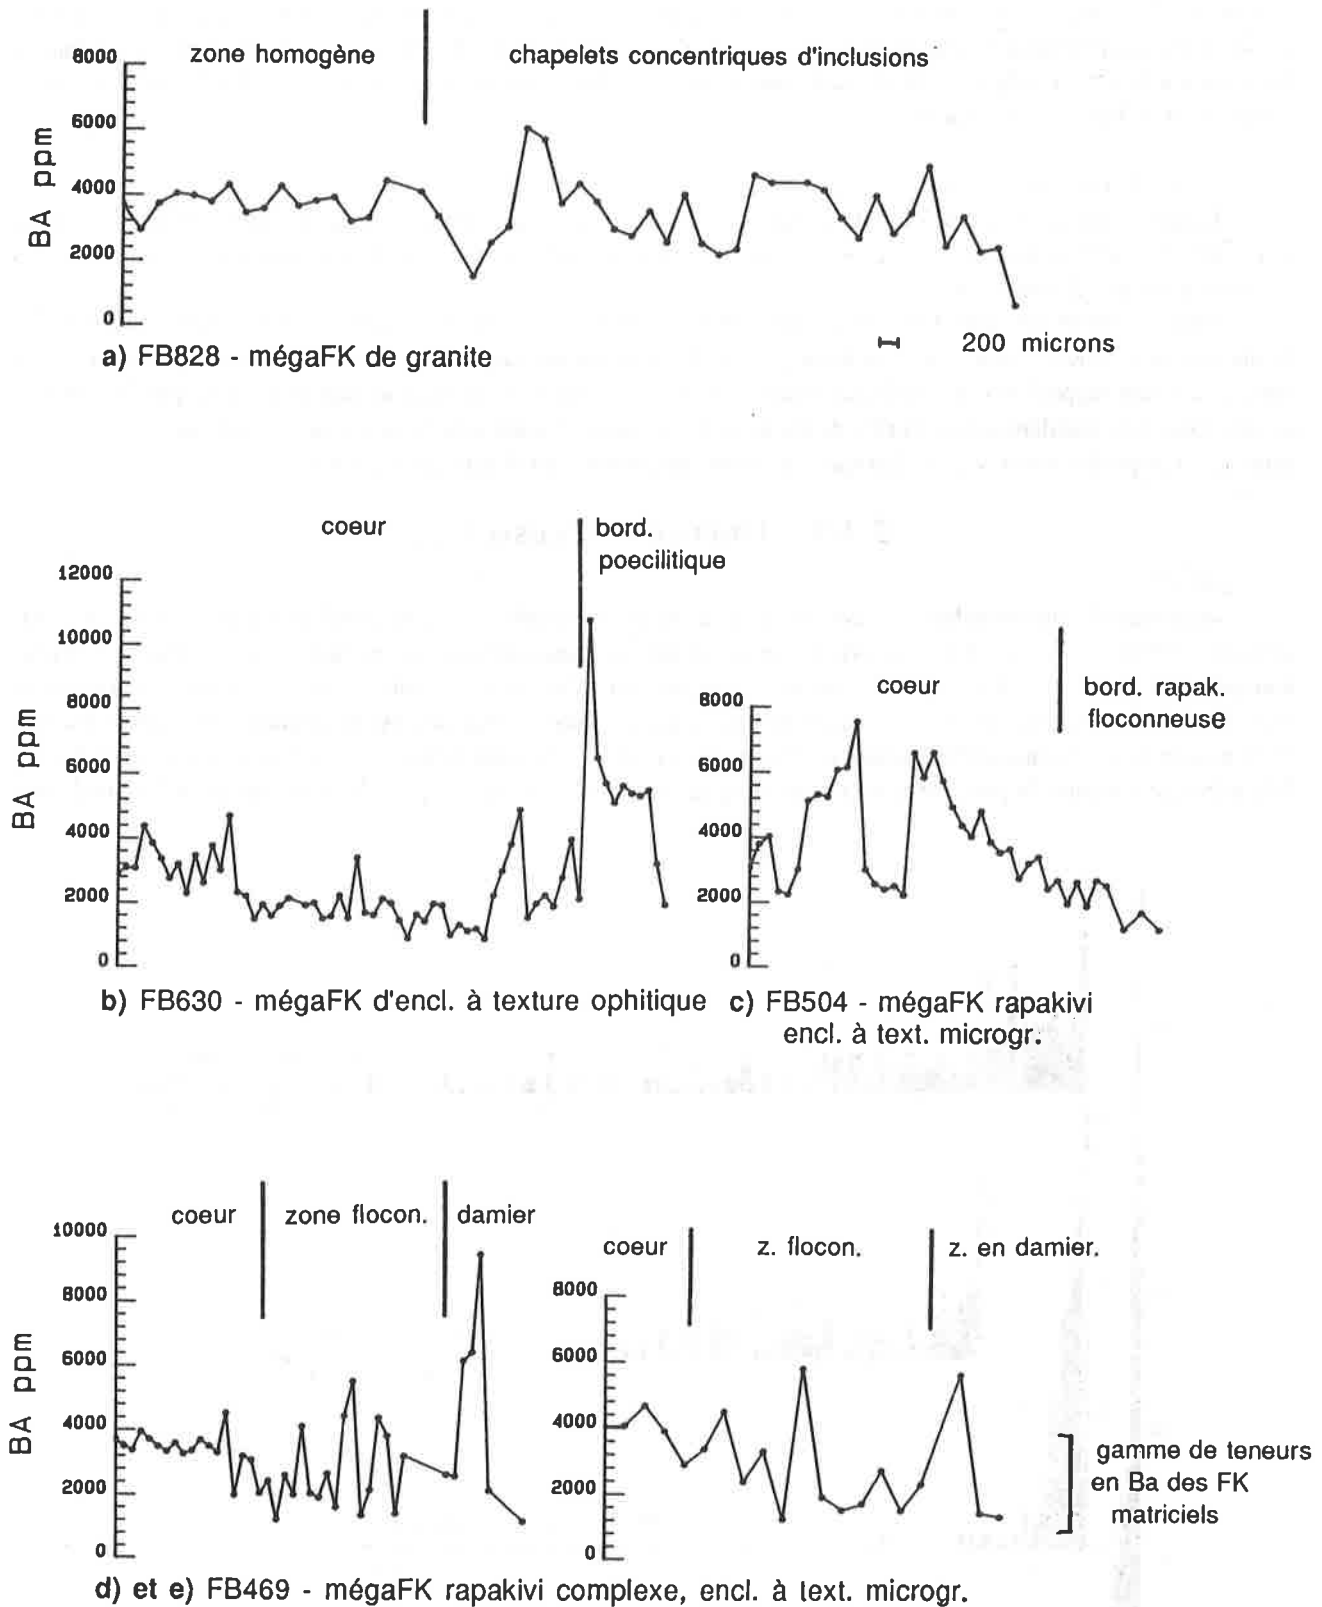 zone homogène
chapelets concentriques d'inclusions
8000
6000
4000
2000
0
BA ppm
200 microns
a) FB828 - mégaFK de granite
coeur
bord.
poecilitique
12000
10000
8000
6000
4000
2000
0
BA ppm
coeur
bord. rapak.
floconneuse
8000
6000
4000
2000
0
b) FB630 - mégaFK d'encl. à texture ophitique
c) FB504 - mégaFK rapakivi
encl. à text. microgr.
coeur
zone flocon.
damier
10000
8000
6000
4000
2000
0
BA ppm
coeur
z. flocon.
z. en damier.
8000
6000
4000
2000
0
gamme de teneurs
en Ba des FK
matriciels
d) et e) FB469 - mégaFK rapakivi complexe, encl. à text. microgr.